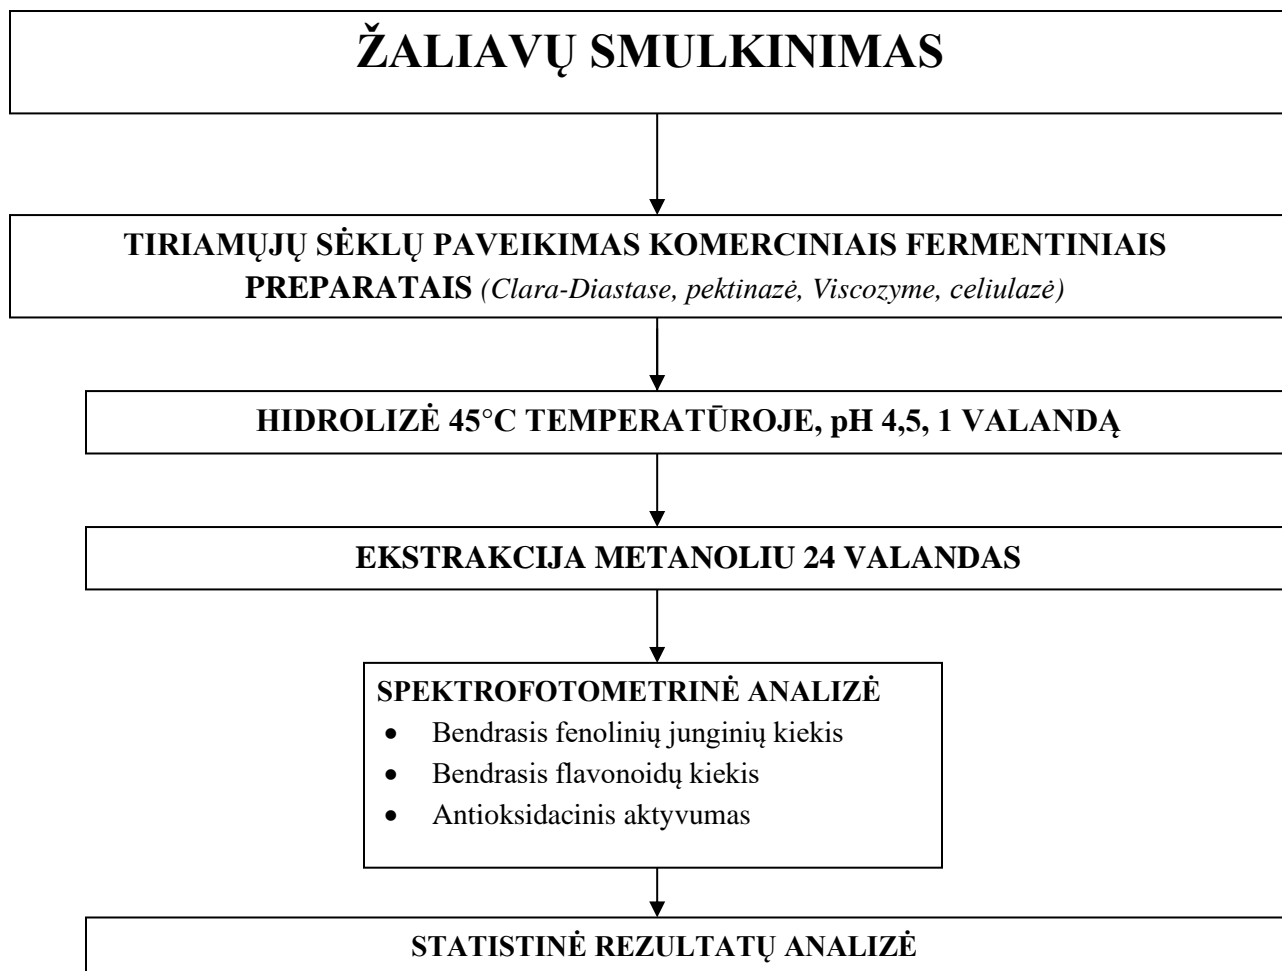 ŽALIAVŲ SMULKINIMAS
TIRIAMŲJŲ SĖKLŲ PAVEIKIMAS KOMERCINIAIS FERMENTINIAIS
PREPARATAIS (Clara-Diastase, pektinazė, Viscozyme, celiulazė)
HIDROLIZĖ 45°C TEMPERATŪROJE, pH 4,5, 1 VALANDĄ
EKSTRAKCIJA METANOLIU 24 VALANDAS
SPEKTROFOTOMETRINĖ ANALIZĖ
• Bendrasis fenolinių junginių kiekis
• Bendrasis flavonoidų kiekis
• Antioksidacinis aktyvumas
STATISTINĖ REZULTATŲ ANALIZĖ